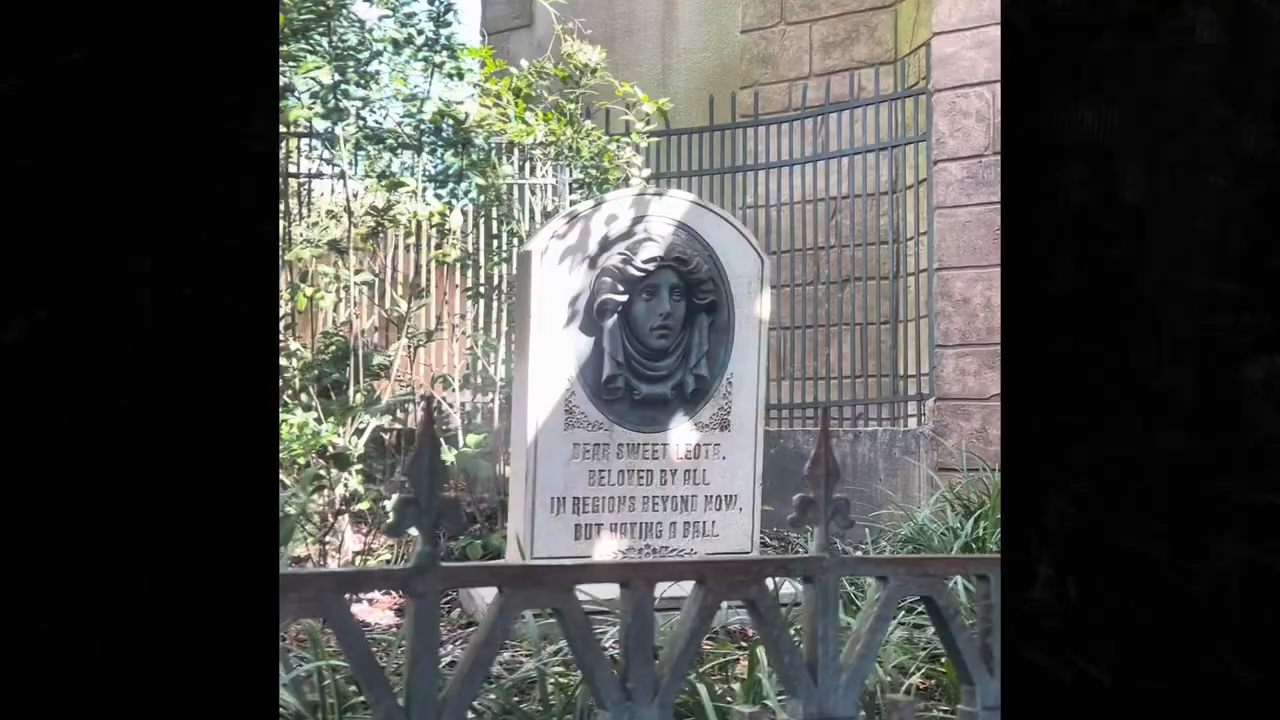 DEAR SWEET LEOTA,
BELOVED BY ALL
IN REGIONS BEYOND NOW,
BUT HAVING A BALL